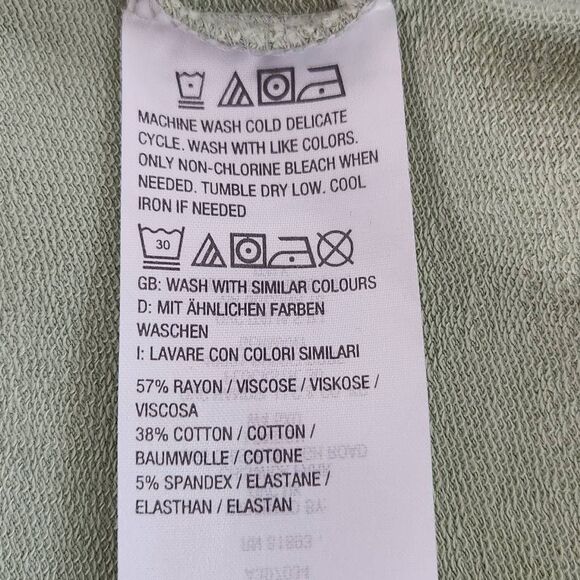 MACHINE WASH COLD DELICATE
CYCLE. WASH WITH LIKE COLORS.
ONLY NON-CHLORINE BLEACH WHEN
NEEDED. TUMBLE DRY LOW. COOL
IRON IF NEEDED
30
GB: WASH WITH SIMILAR COLOURS
D: MIT ÄHNLICHEN FARBEN
WASCHEN
I: LAVARE CON COLORI SIMILARI
57% RAYON / VISCOSE / VISKOSE /
VISCOSA
38% COTTON / COTTON /
BAUMWOLLE / COTONE
5% SPANDEX / ELASTANE /
ELASTHAN / ELASTAN